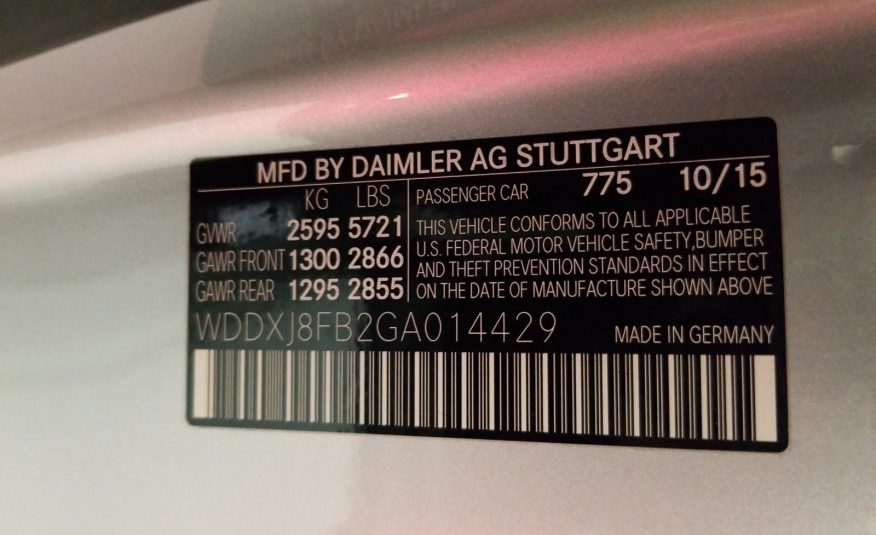 MFD BY DAIMLER AG STUTTGART
KG LBS
GVWR 2595 5721
GAWR FRONT 1300 2866
GAWR REAR 1295 2855
PASSENGER CAR 775 10/15
THIS VEHICLE CONFORMS TO ALL APPLICABLE
U.S. FEDERAL MOTOR VEHICLE SAFETY,BUMPER
AND THEFT PREVENTION STANDARDS IN EFFECT
ON THE DATE OF MANUFACTURE SHOWN ABOVE
WDDXJ8FB2GA014429 MADE IN GERMANY